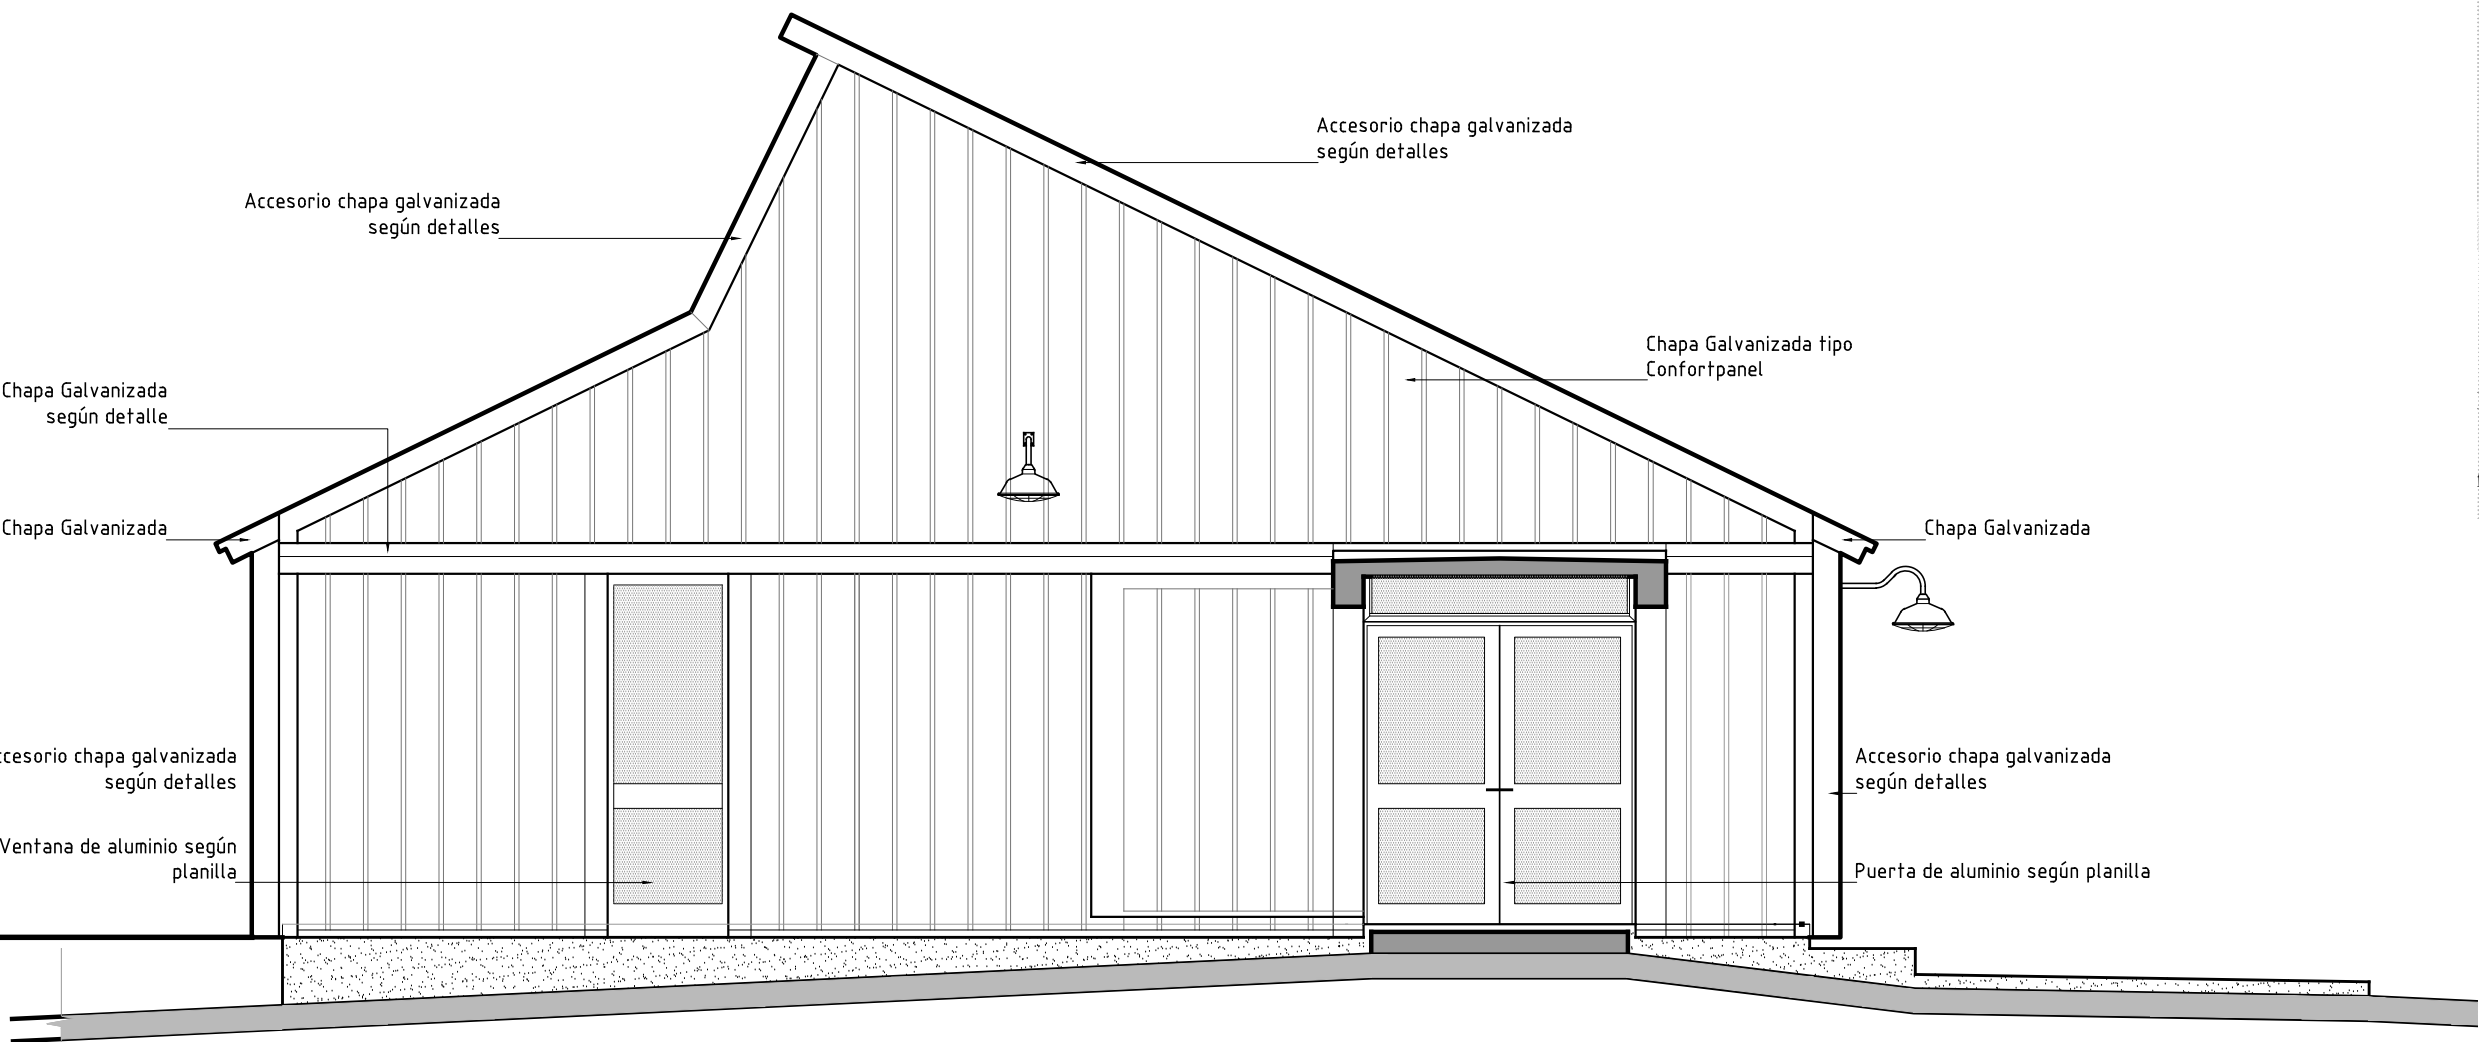 Accesorio chapa galvanizada
según detalles
Accesorio chapa galvanizada
según detalles
Chapa Galvanizada tipo
Confortpanel
Chapa Galvanizada
según detalle
Chapa Galvanizada
Chapa Galvanizada
ccesorio chapa galvanizada
según detalles
Accesorio chapa galvanizada
según detalles
Ventana de aluminio según
planilla
Puerta de aluminio según planilla